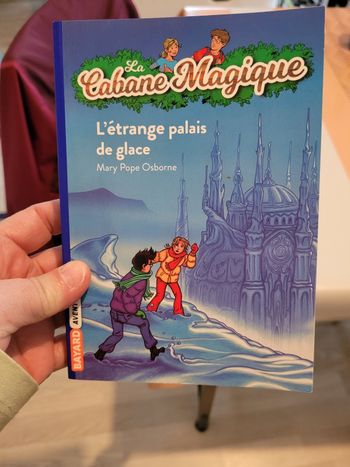 La
Cabane Magique
L'étrange palais
de glace
Mary Pope Osborne
BAYARD